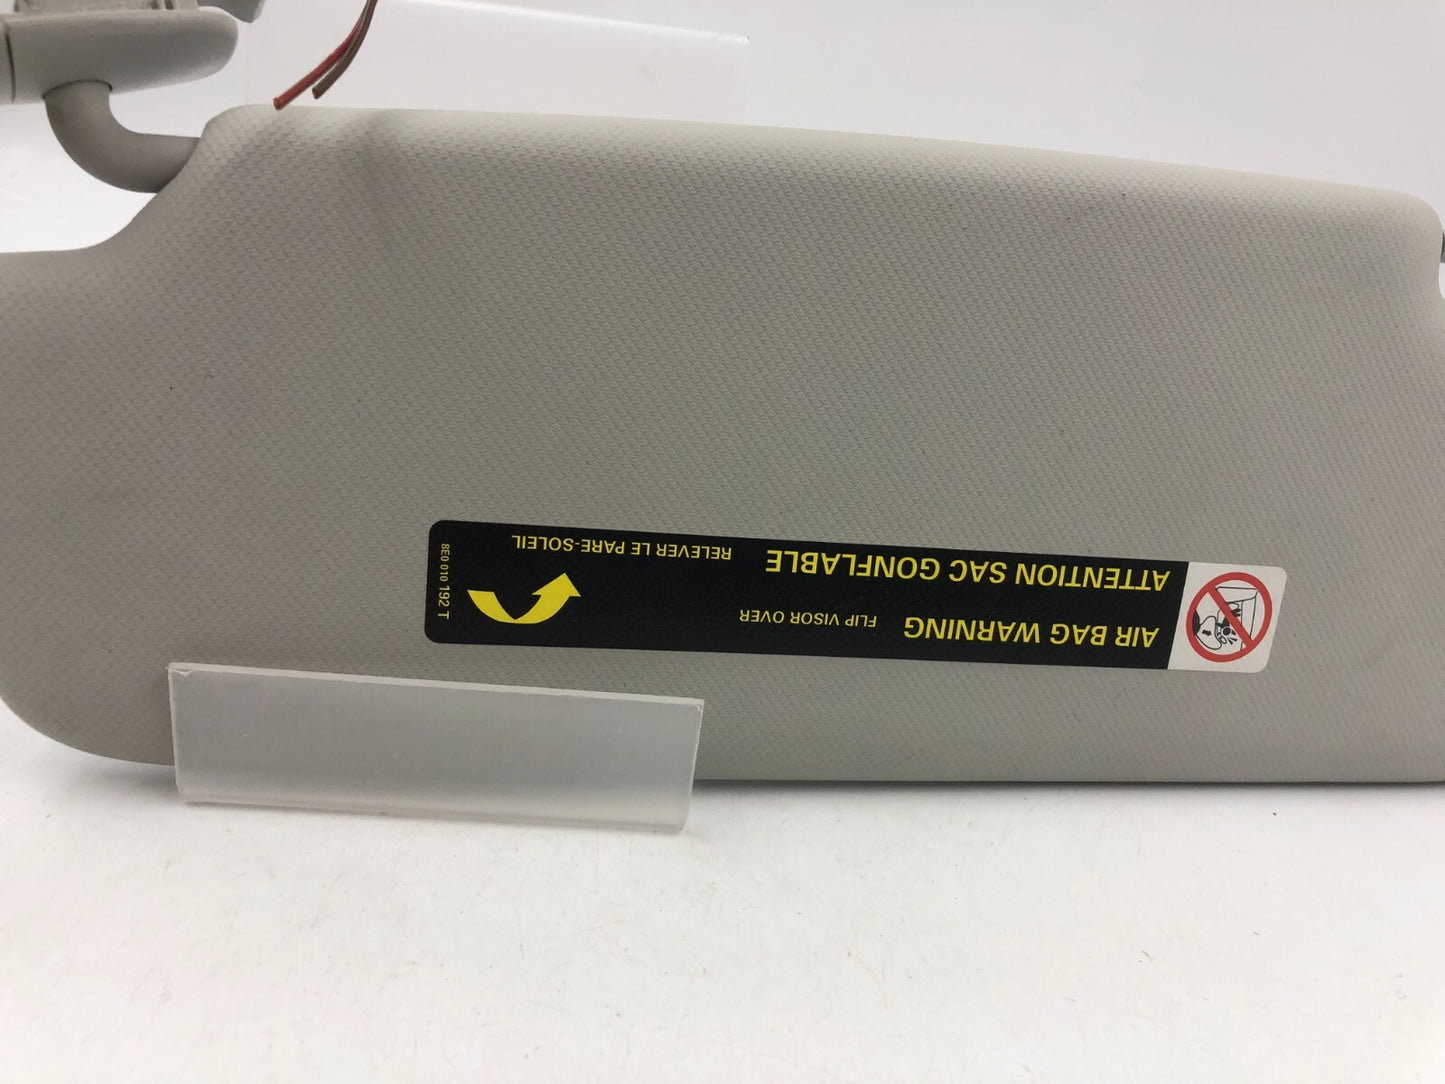 AIR BAG WARNING FLIP VISOR OVER
ATTENTION SAC GONFLABLE RELEVER LE PARE-SOLEIL
8E0 010 192 T